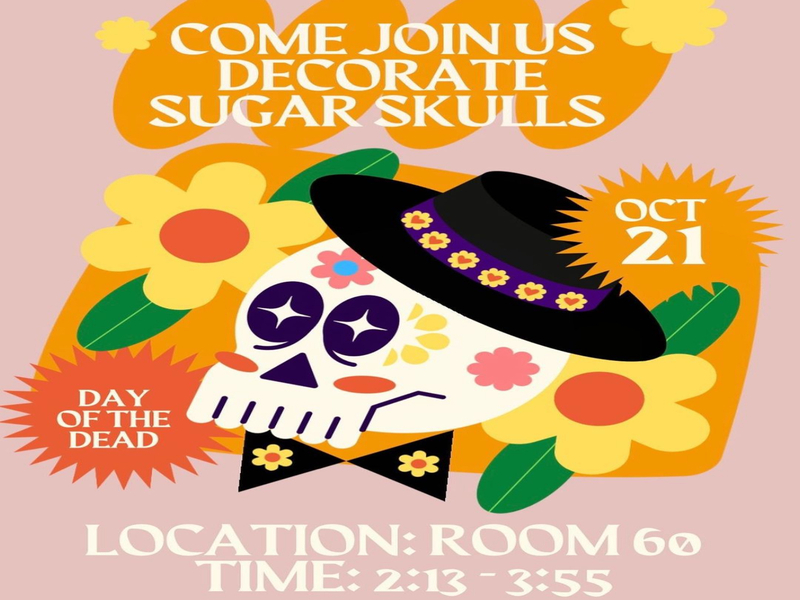 COME JOIN US
DECORATE
SUGAR SKULLS
OCT
21
DAY
OF THE
DEAD
LOCATION: ROOM 60
TIME: 2:13 - 3:55